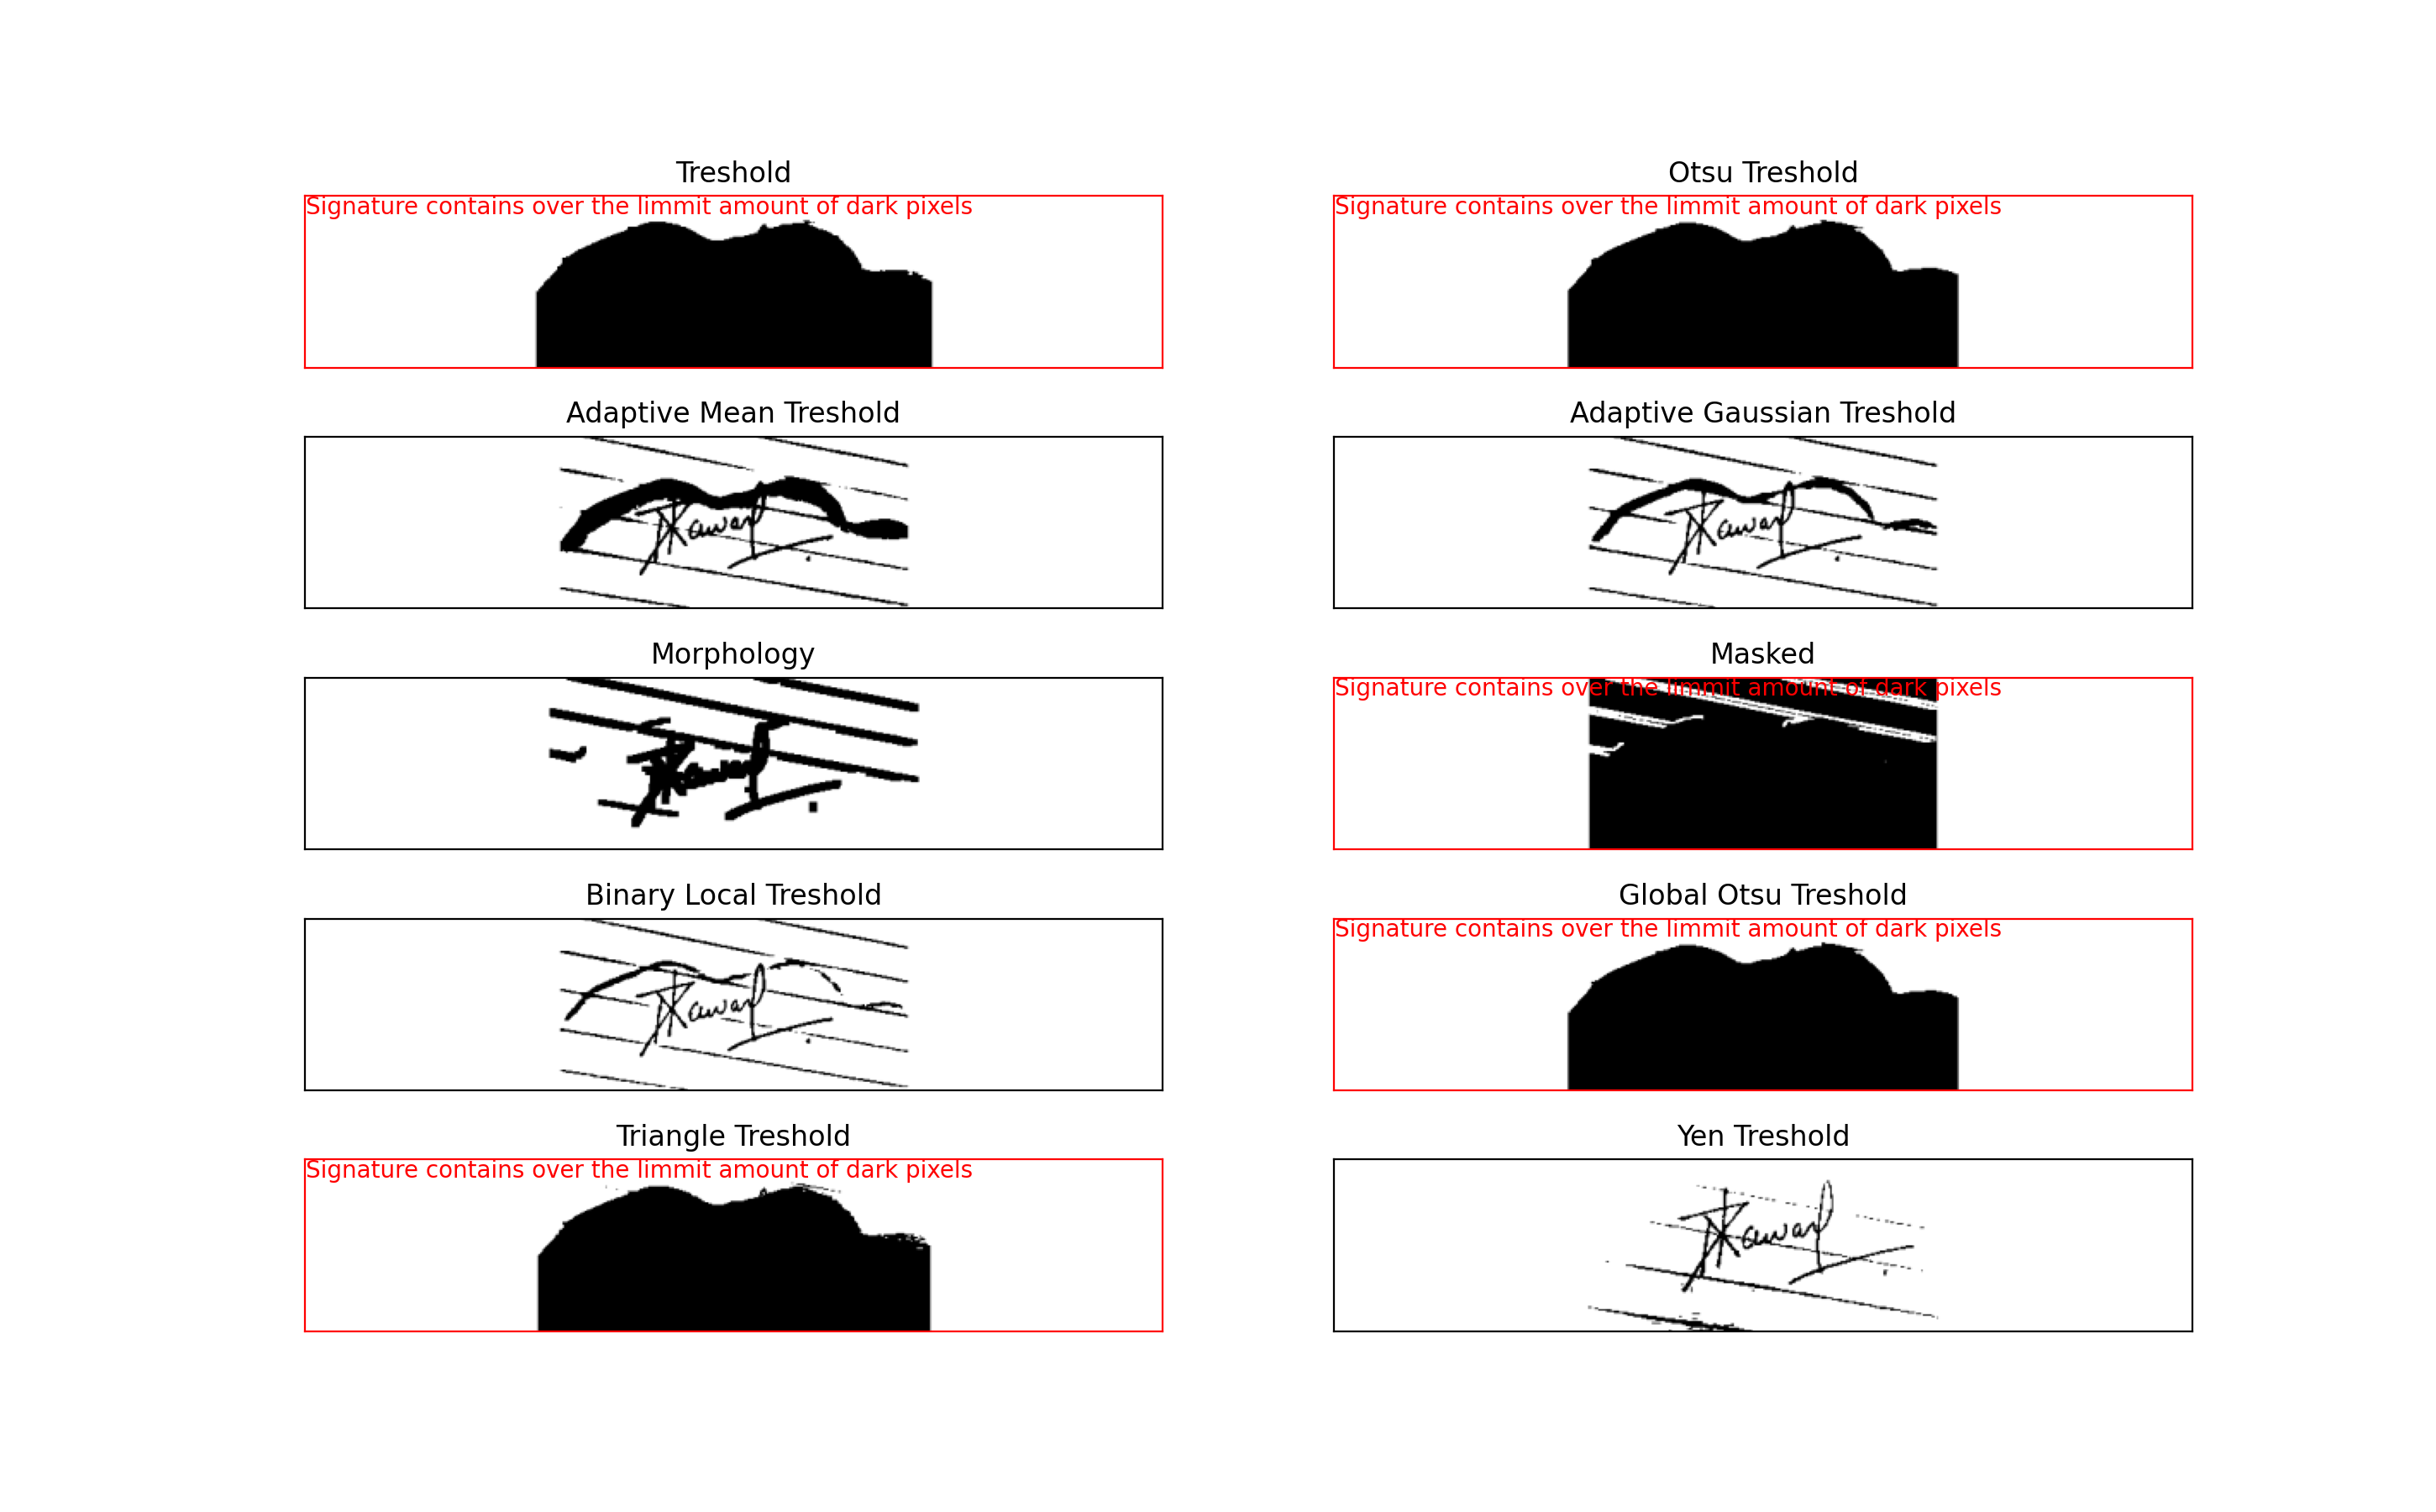 Treshold
Otsu Treshold
Signature contains over the limmit amount of dark pixels
Signature contains over the limmit amount of dark pixels
Adaptive Mean Treshold
Adaptive Gaussian Treshold
Morphology
Masked
Signature contains over the limmit amount of dark pixels
Binary Local Treshold
Global Otsu Treshold
Signature contains over the limmit amount of dark pixels
Triangle Treshold
Yen Treshold
Signature contains over the limmit amount of dark pixels